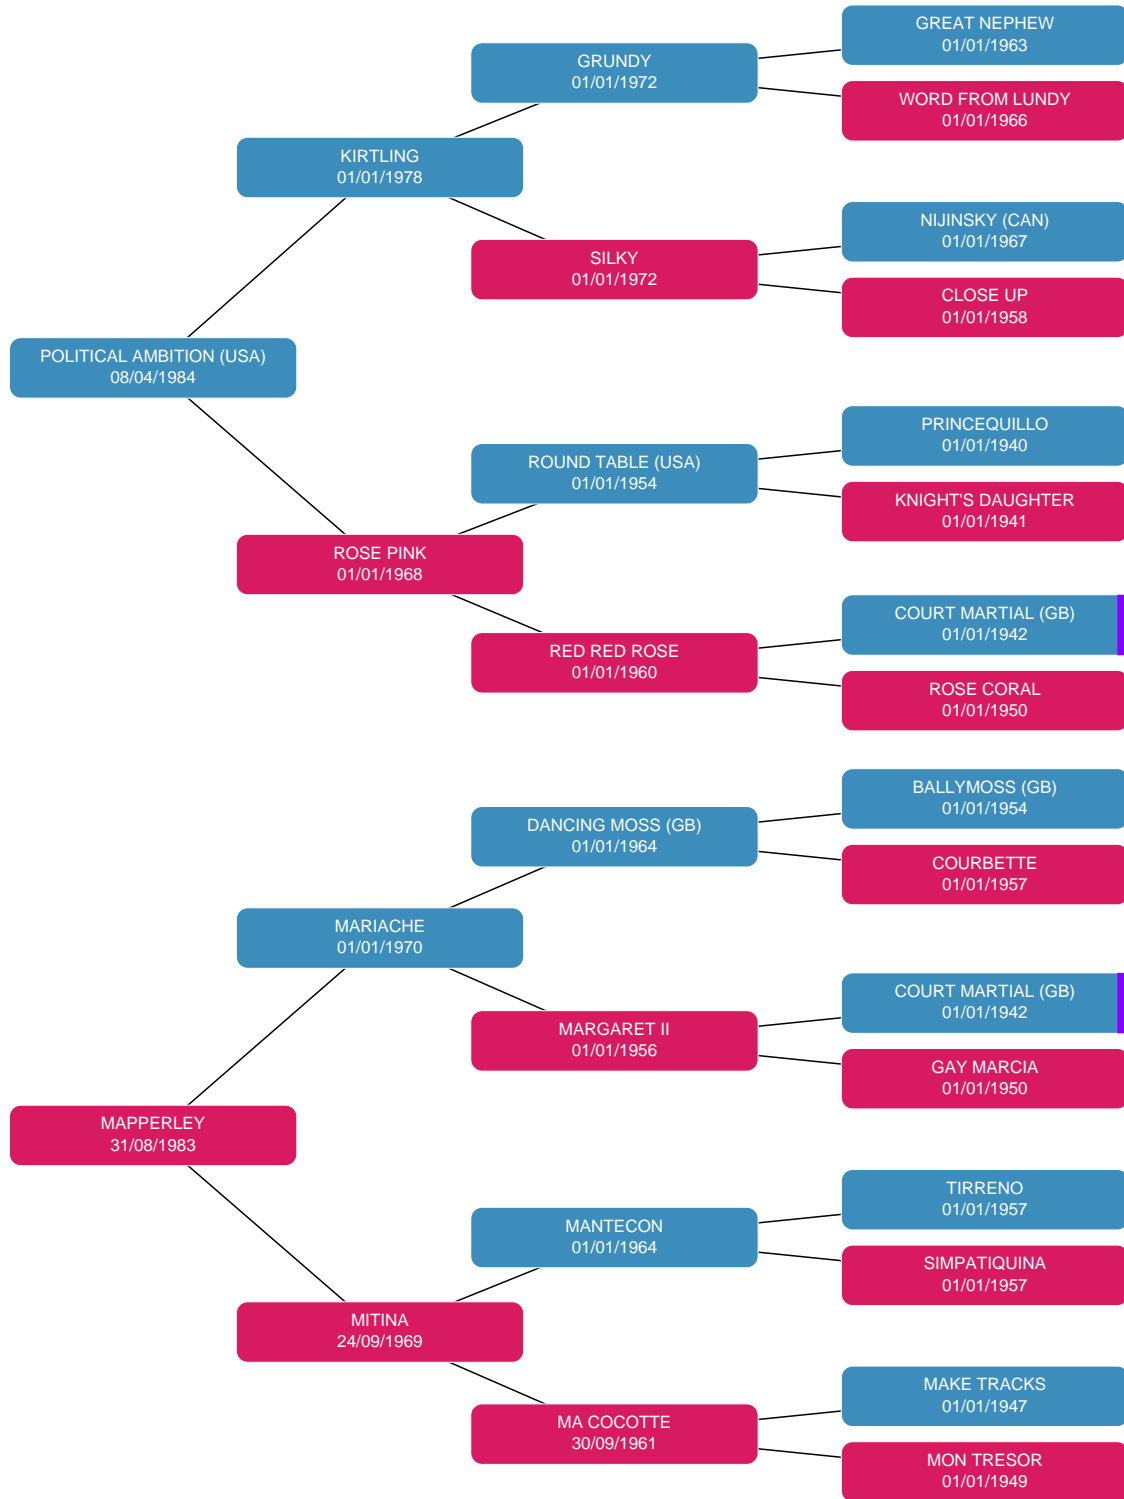 GREAT NEPHEW
01/01/1963
GRUNDY
01/01/1972
WORD FROM LUNDY
01/01/1966
KIRTLING
01/01/1978
NIJINSKY (CAN)
01/01/1967
SILKY
01/01/1972
CLOSE UP
01/01/1958
POLITICAL AMBITION (USA)
08/04/1984
PRINCEQUILLO
01/01/1940
ROUND TABLE (USA)
01/01/1954
KNIGHT'S DAUGHTER
01/01/1941
ROSE PINK
01/01/1968
COURT MARTIAL (GB)
01/01/1942
RED RED ROSE
01/01/1960
ROSE CORAL
01/01/1950
BALLYMOSS (GB)
01/01/1954
DANCING MOSS (GB)
01/01/1964
COURBETTE
01/01/1957
MARIACHE
01/01/1970
COURT MARTIAL (GB)
01/01/1942
MARGARET II
01/01/1956
GAY MARCIA
01/01/1950
MAPPERLEY
31/08/1983
TIRRENO
01/01/1957
MANTECON
01/01/1964
SIMPATIQUINA
01/01/1957
MITINA
24/09/1969
MAKE TRACKS
01/01/1947
MA COCOTTE
30/09/1961
MON TRESOR
01/01/1949